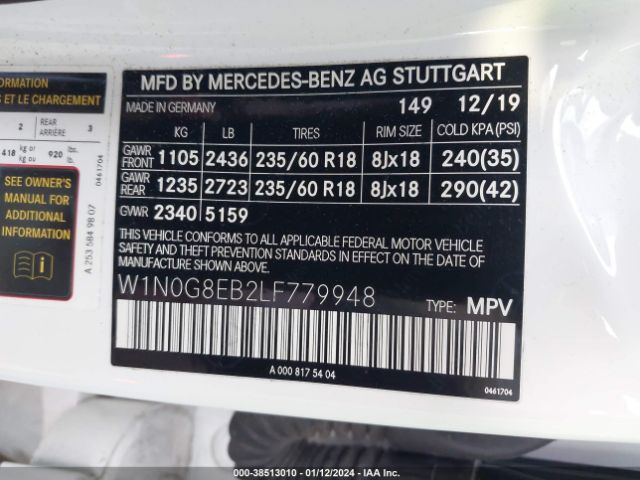 ORMATION
S ET LE CHARGEMENT
2 REAR ARRIÈRE 3
418 kg or kg ou 920
0461704
SEE OWNER'S
MANUAL FOR
ADDITIONAL
INFORMATION
A 253 584 98 07
MFD BY MERCEDES-BENZ AG STUTTGART
MADE IN GERMANY 149 12/19
KG LB TIRES RIM SIZE COLD KPA(PSI)
GAWR FRONT 1105 2436 235/60 R18 8Jx18 240(35)
GAWR REAR 1235 2723 235/60 R18 8Jx18 290(42)
GVWR 2340 5159
THIS VEHICLE CONFORMS TO ALL APPLICABLE FEDERAL MOTOR VEHICLE
SAFETY AND THEFT PREVENTION STANDARDS IN EFFECT ON THE DATE
OF MANUFACTURE SHOWN ABOVE.
W1N0G8EB2LF779948 TYPE: MPV
A 000 817 54 04
0461704
000-38513010 - 01/12/2024 - IAA Inc.